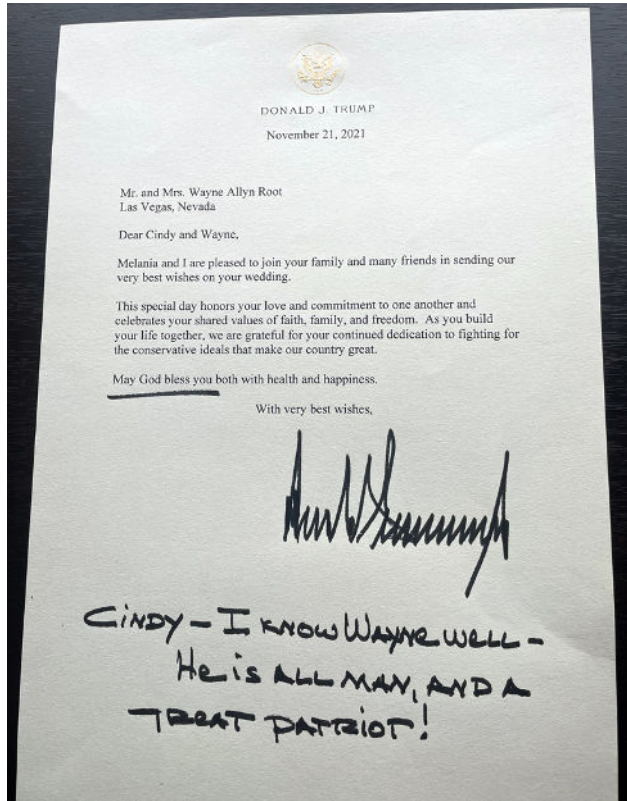 DONALD J. TRUMP
November 21, 2021
Mr. and Mrs. Wayne Allyn Root
Las Vegas, Nevada
Dear Cindy and Wayne,
Melania and I are pleased to join your family and many friends in sending our
very best wishes on your wedding.
This special day honors your love and commitment to one another and
celebrates your shared values of faith, family, and freedom. As you build
your life together, we are grateful for your continued dedication to fighting for
the conservative ideals that make our country great.
May God bless you both with health and happiness.
With very best wishes,
CiNDY – I KNOW WAYNE WELL –
He is ALL MAN, AND A
GREAT PATRIOT!